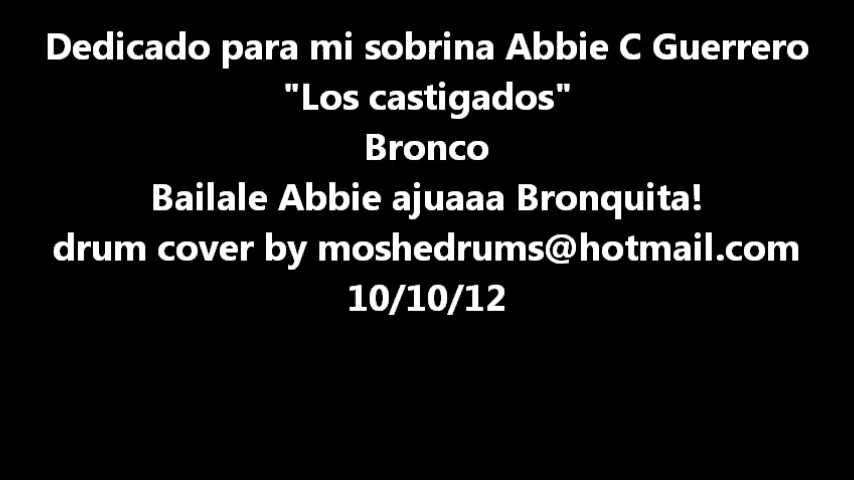 Dedicado para mi sobrina Abbie C Guerrero
"Los castigados"
Bronco
Bailale Abbie ajuaaa Bronquita!
drum cover by moshedrums@hotmail.com
10/10/12